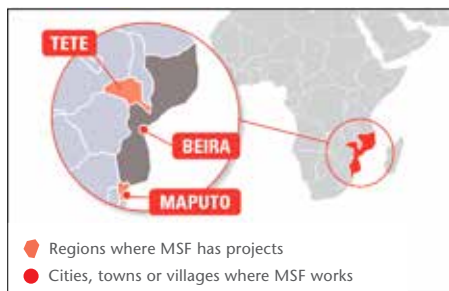 TETE
BEIRA
MAPUTO
Regions where MSF has projects
Cities, towns or villages where MSF works